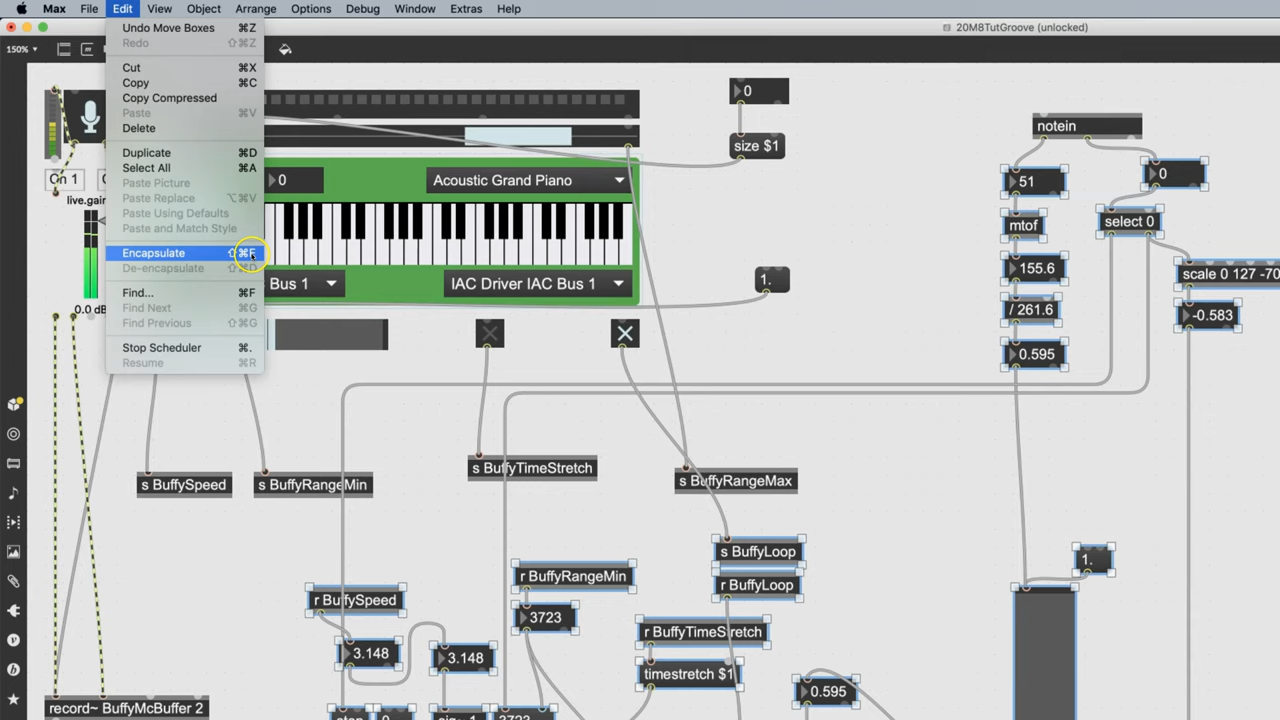 Max File Edit View Object Arrange Options Debug Window Extras Help
20M8TutGroove (unlocked)
150%
Undo Move Boxes ⌘Z
Redo ⇧⌘Z
Cut ⌘X
Copy ⌘C
Copy Compressed
Paste ⌘V
Delete
Duplicate ⌘D
Select All ⌘A
Paste Picture
Paste Replace ⌥⌘V
Paste Using Defaults
Paste and Match Style
Encapsulate ⇧⌘E
De-encapsulate ⇧⌘D
Find... ⌘F
Find Next ⌘G
Find Previous ⇧⌘G
Stop Scheduler ⌘.
Resume ⌘R
On 1
live.gain
0.0 dB
0
size $1
0
Acoustic Grand Piano
Bus 1
IAC Driver IAC Bus 1
1.
notein
51
0
mtof
select 0
155.6
scale 0 127 -70
/ 261.6
-0.583
0.595
s BuffySpeed
s BuffyRangeMin
s BuffyTimeStretch
s BuffyRangeMax
s BuffyLoop
r BuffyLoop
1.
r BuffyRangeMin
r BuffySpeed
3723
r BuffyTimeStretch
3.148
3.148
timestretch $1
0.595
record~ BuffyMcBuffer 2
stop
0
3723